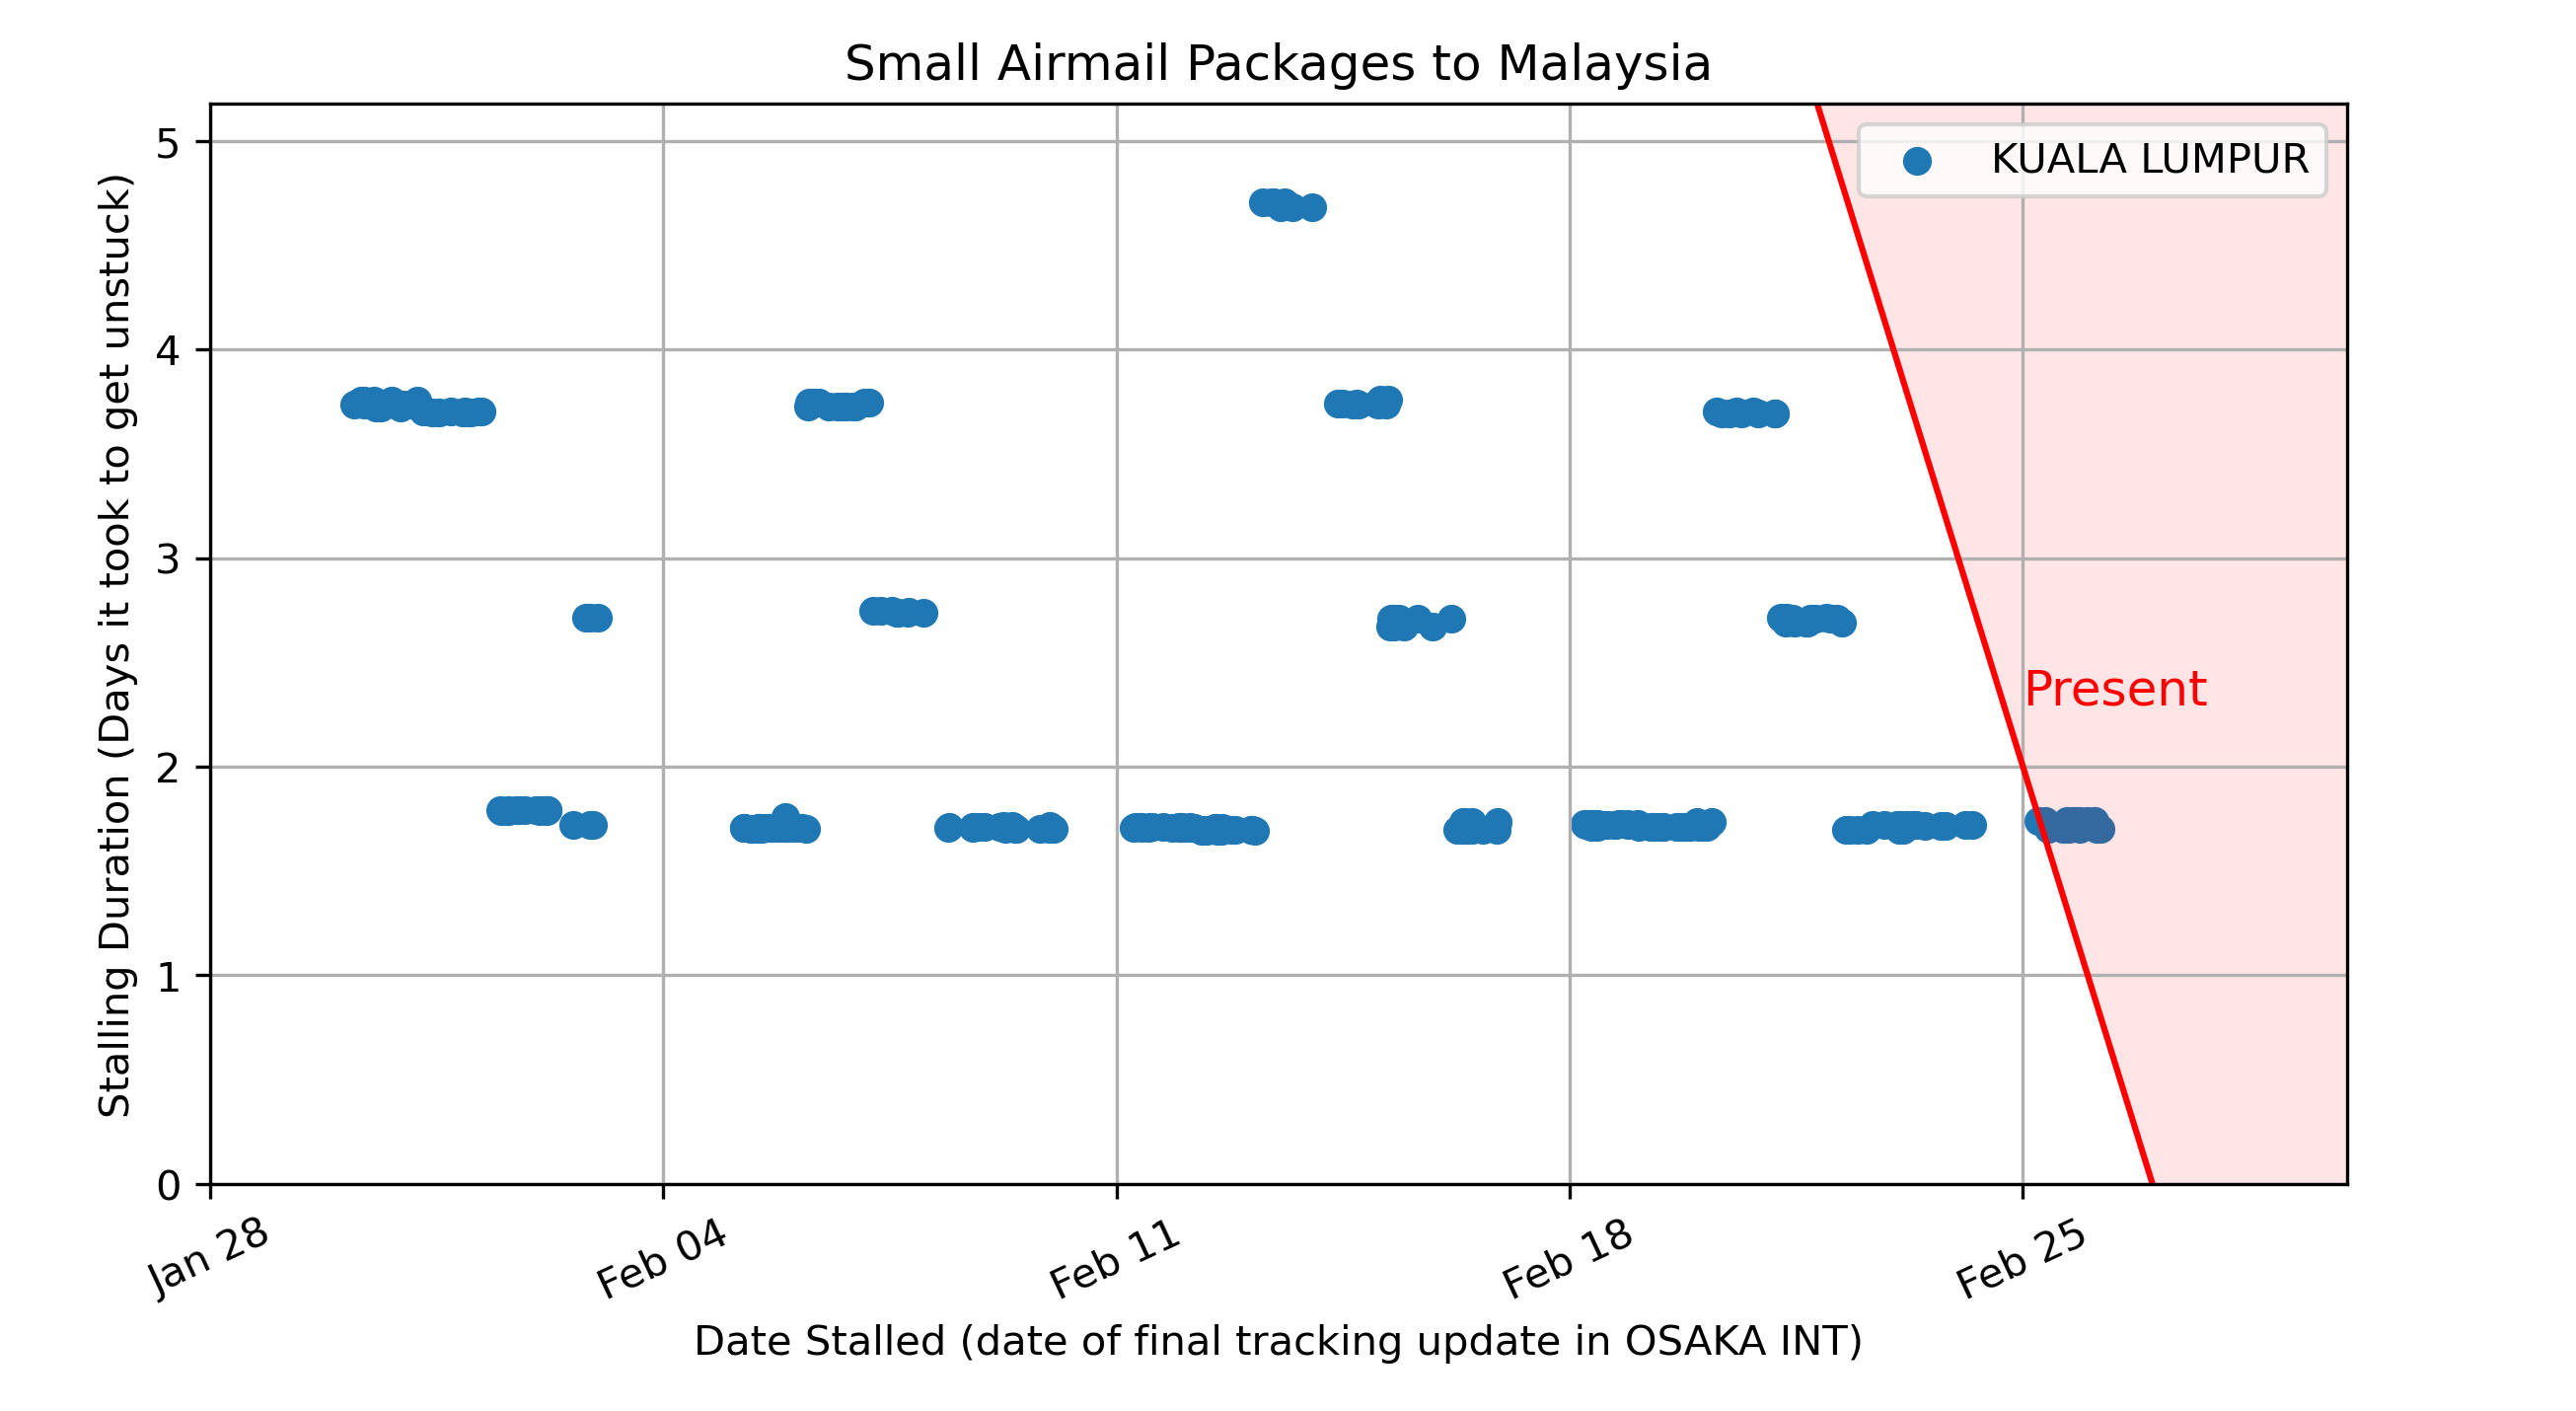 Small Airmail Packages to Malaysia
Stalling Duration (Days it took to get unstuck)
5
4
3
2
1
0
KUALA LUMPUR
Present
Jan 28
Feb 04
Feb 11
Feb 18
Feb 25
Date Stalled (date of final tracking update in OSAKA INT)